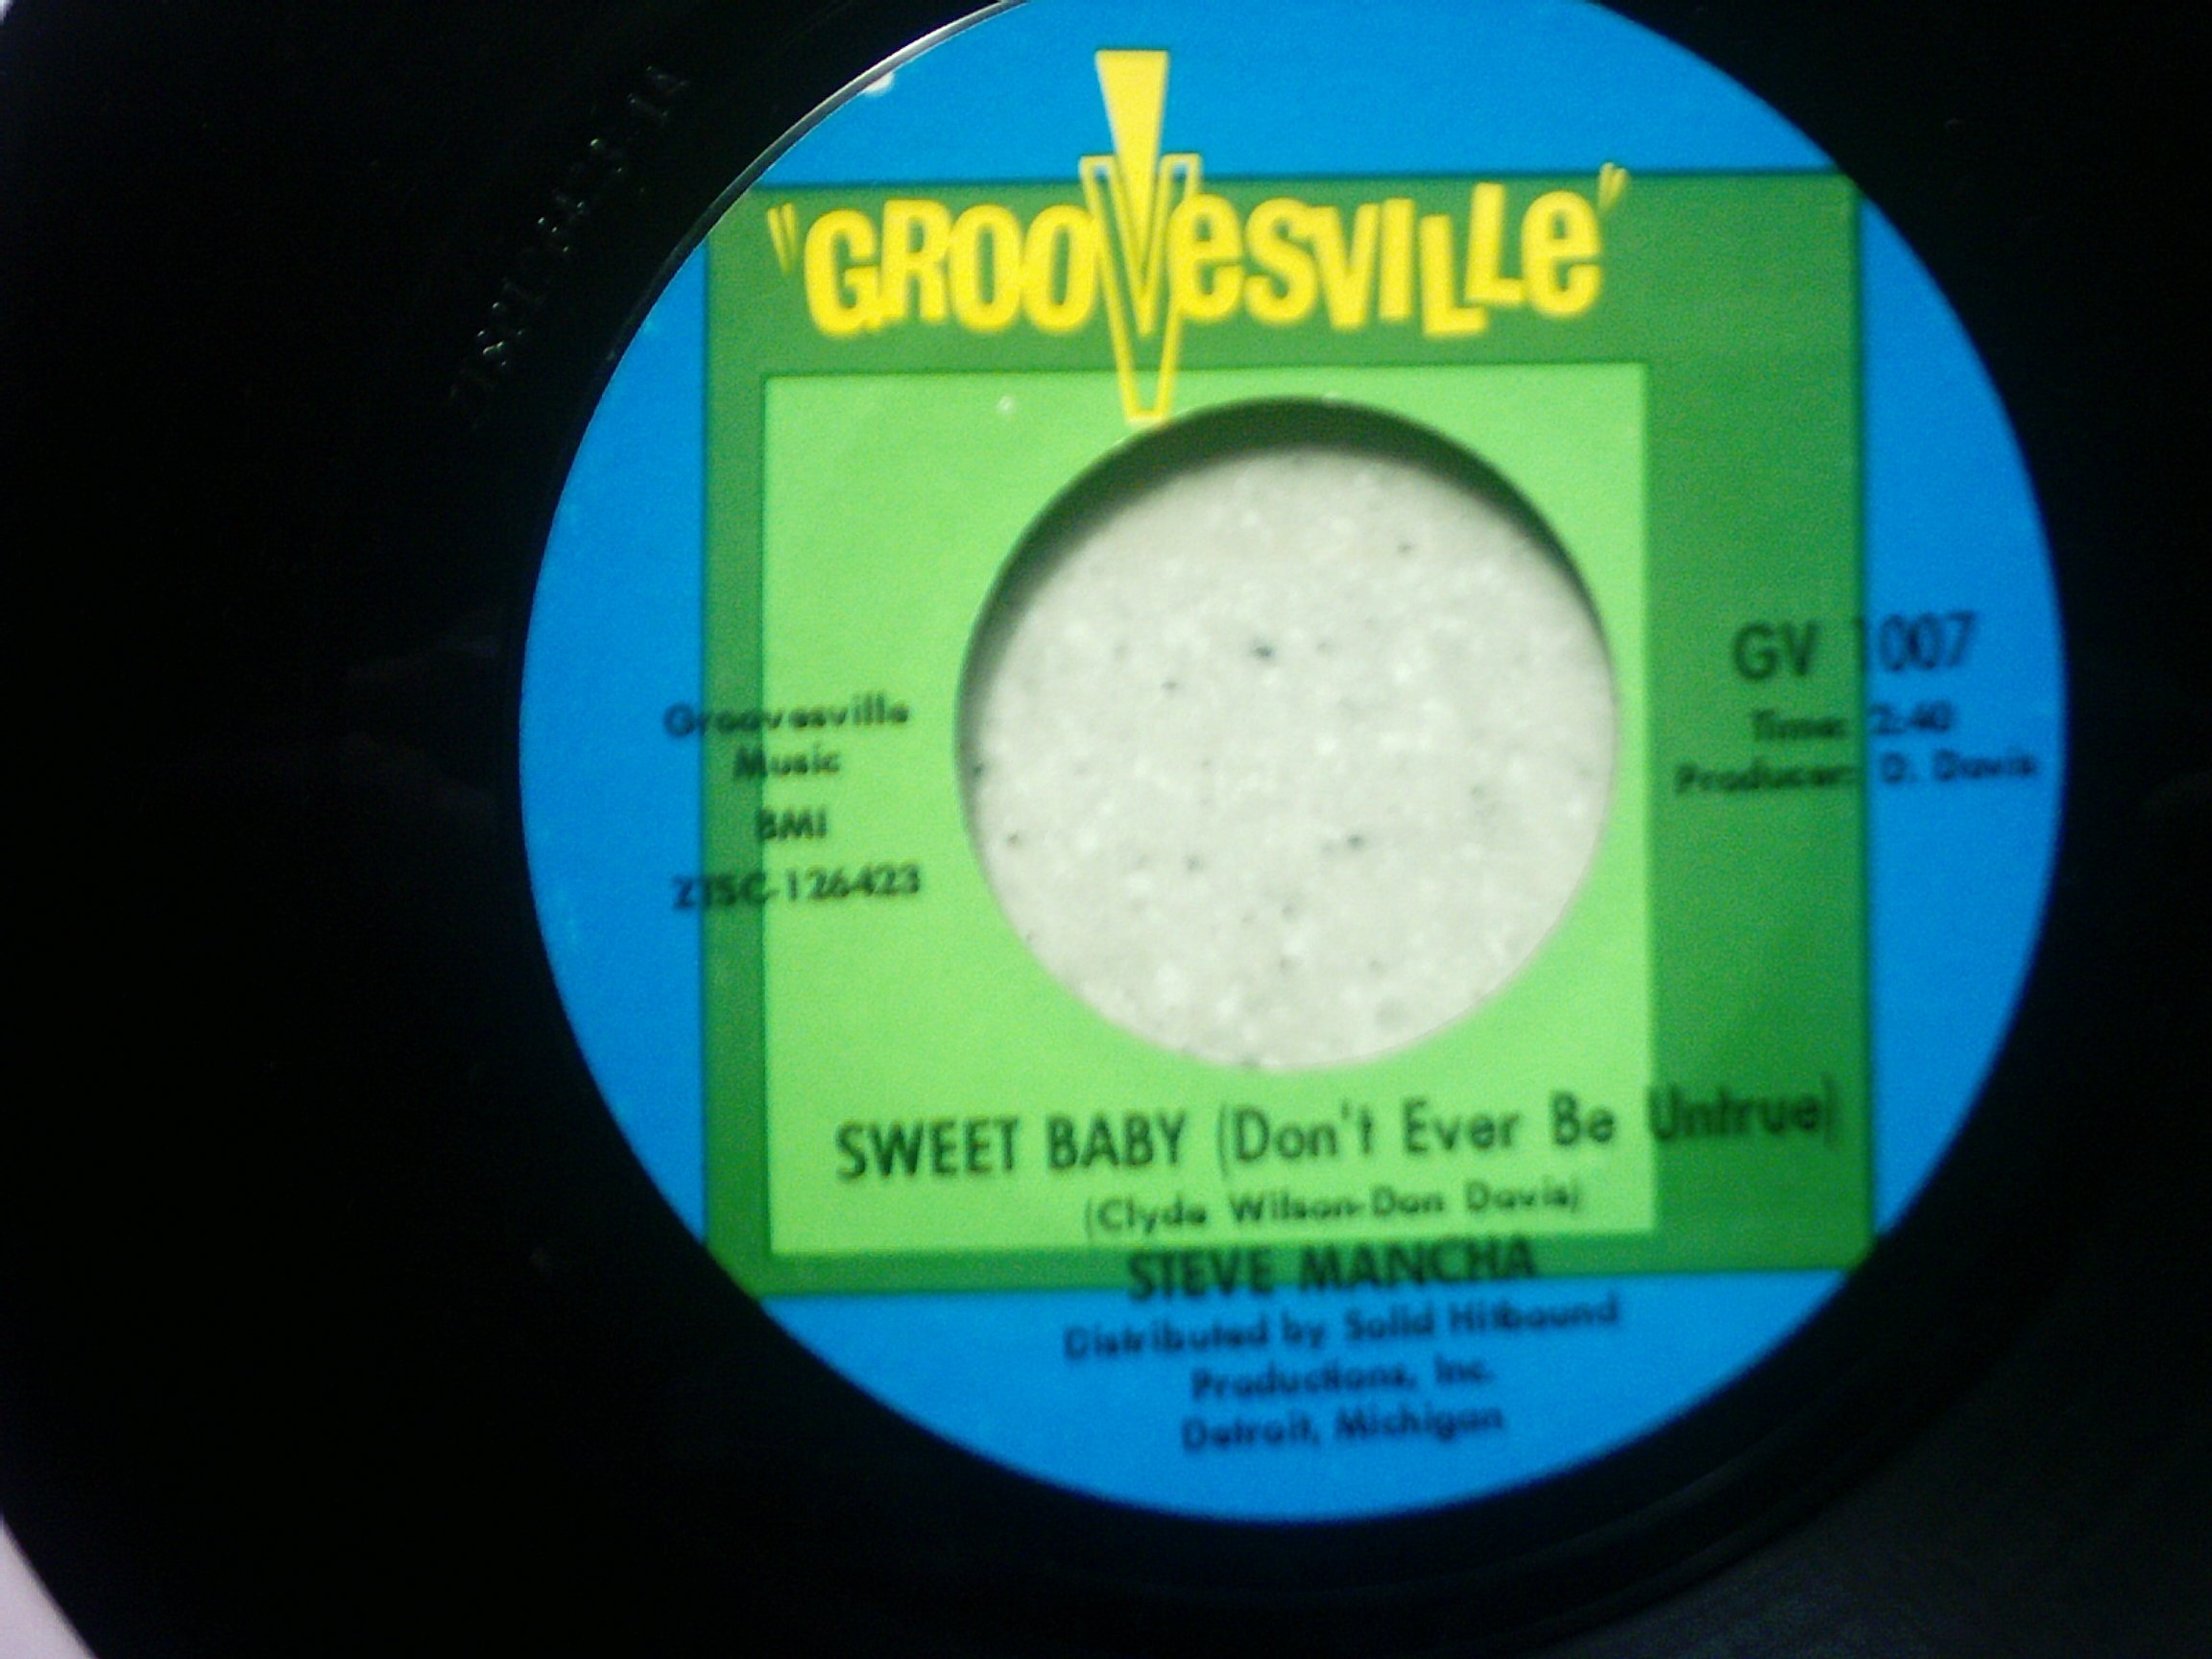 "GROOVESVILLE"
GV 1007
Time: 2:40
Producer: D. Davis
Groovesville
Music
BMI
ZTSC-126423
SWEET BABY (Don't Ever Be Untrue)
(Clyde Wilson-Don Davis)
STEVE MANCHA
Distributed by Solid Hitbound
Productions, Inc.
Detroit, Michigan